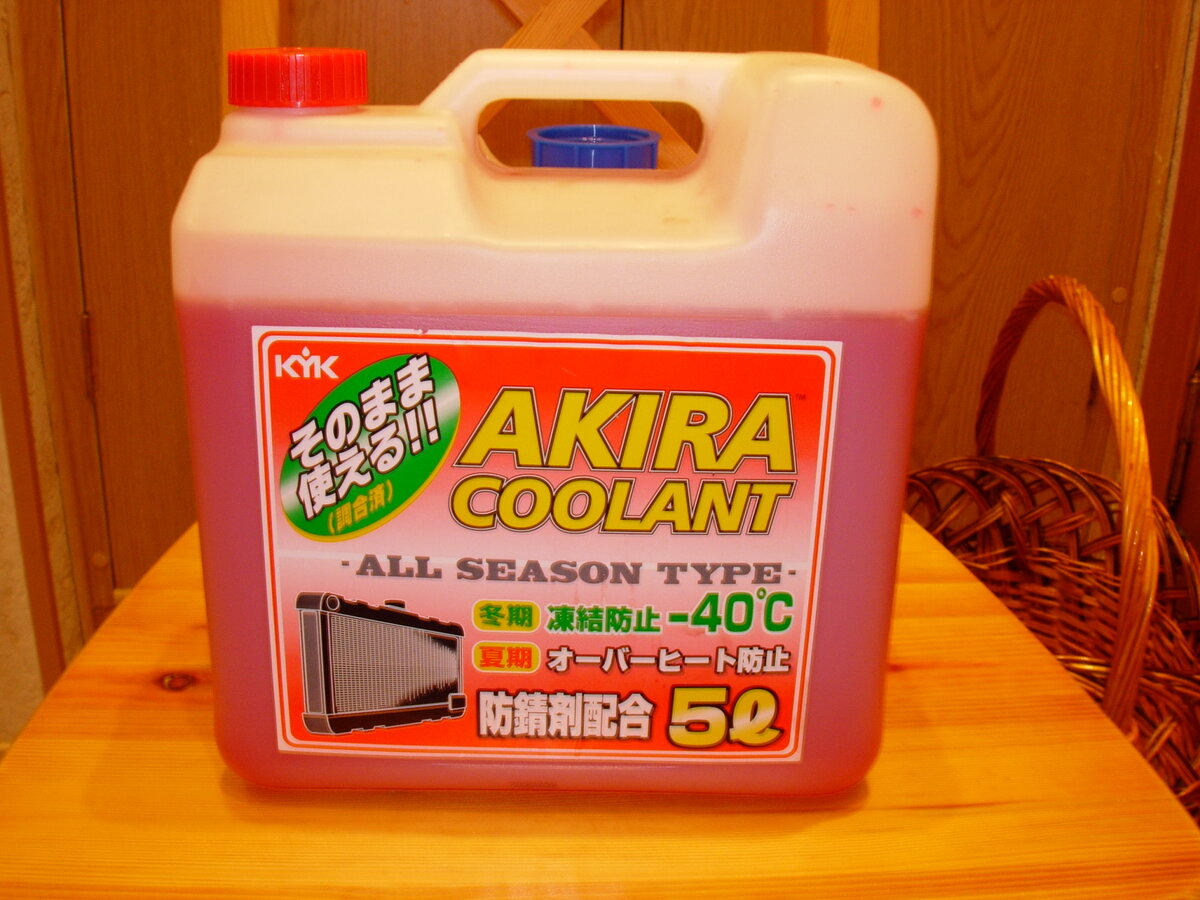 KYK
そのまま
使える!!
(調合済)
AKIRA™
COOLANT
-ALL SEASON TYPE-
冬期 凍結防止 -40℃
夏期 オーバーヒート防止
防錆剤配合 5ℓ